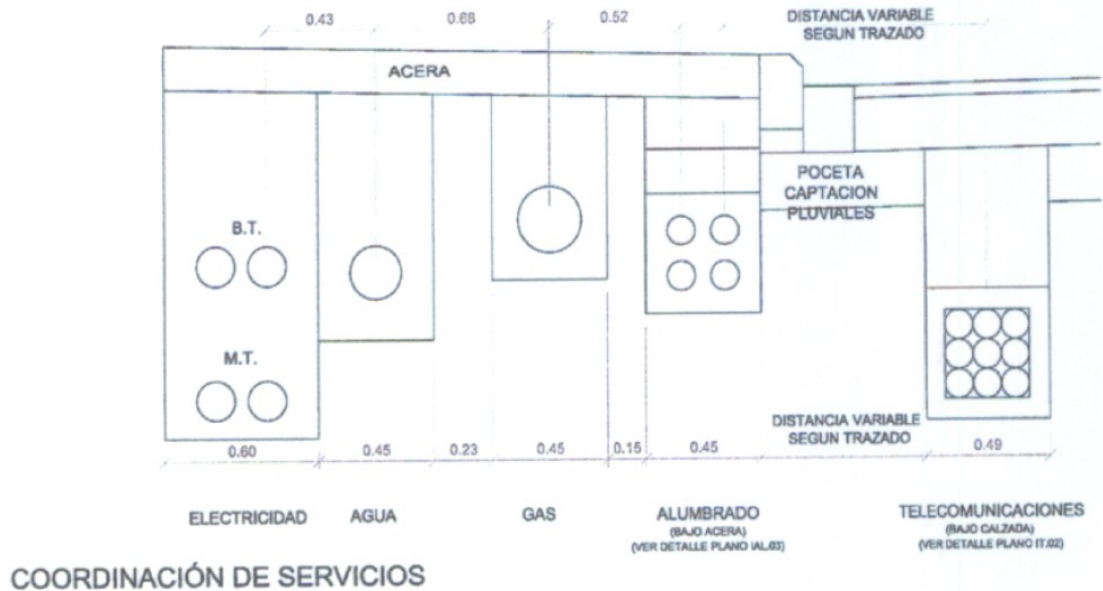 0.43
0.68
0.52
DISTANCIA VARIABLE
SEGUN TRAZADO
ACERA
POCETA
CAPTACION
PLUVIALES
B.T.
M.T.
DISTANCIA VARIABLE
SEGUN TRAZADO
0.60
0.45
0.23
0.45
0.15
0.45
0.49
ELECTRICIDAD
AGUA
GAS
ALUMBRADO
(BAJO ACERA)
(VER DETALLE PLANO IAL.03)
TELECOMUNICACIONES
(BAJO CALZADA)
(VER DETALLE PLANO IT.02)
COORDINACIÓN DE SERVICIOS